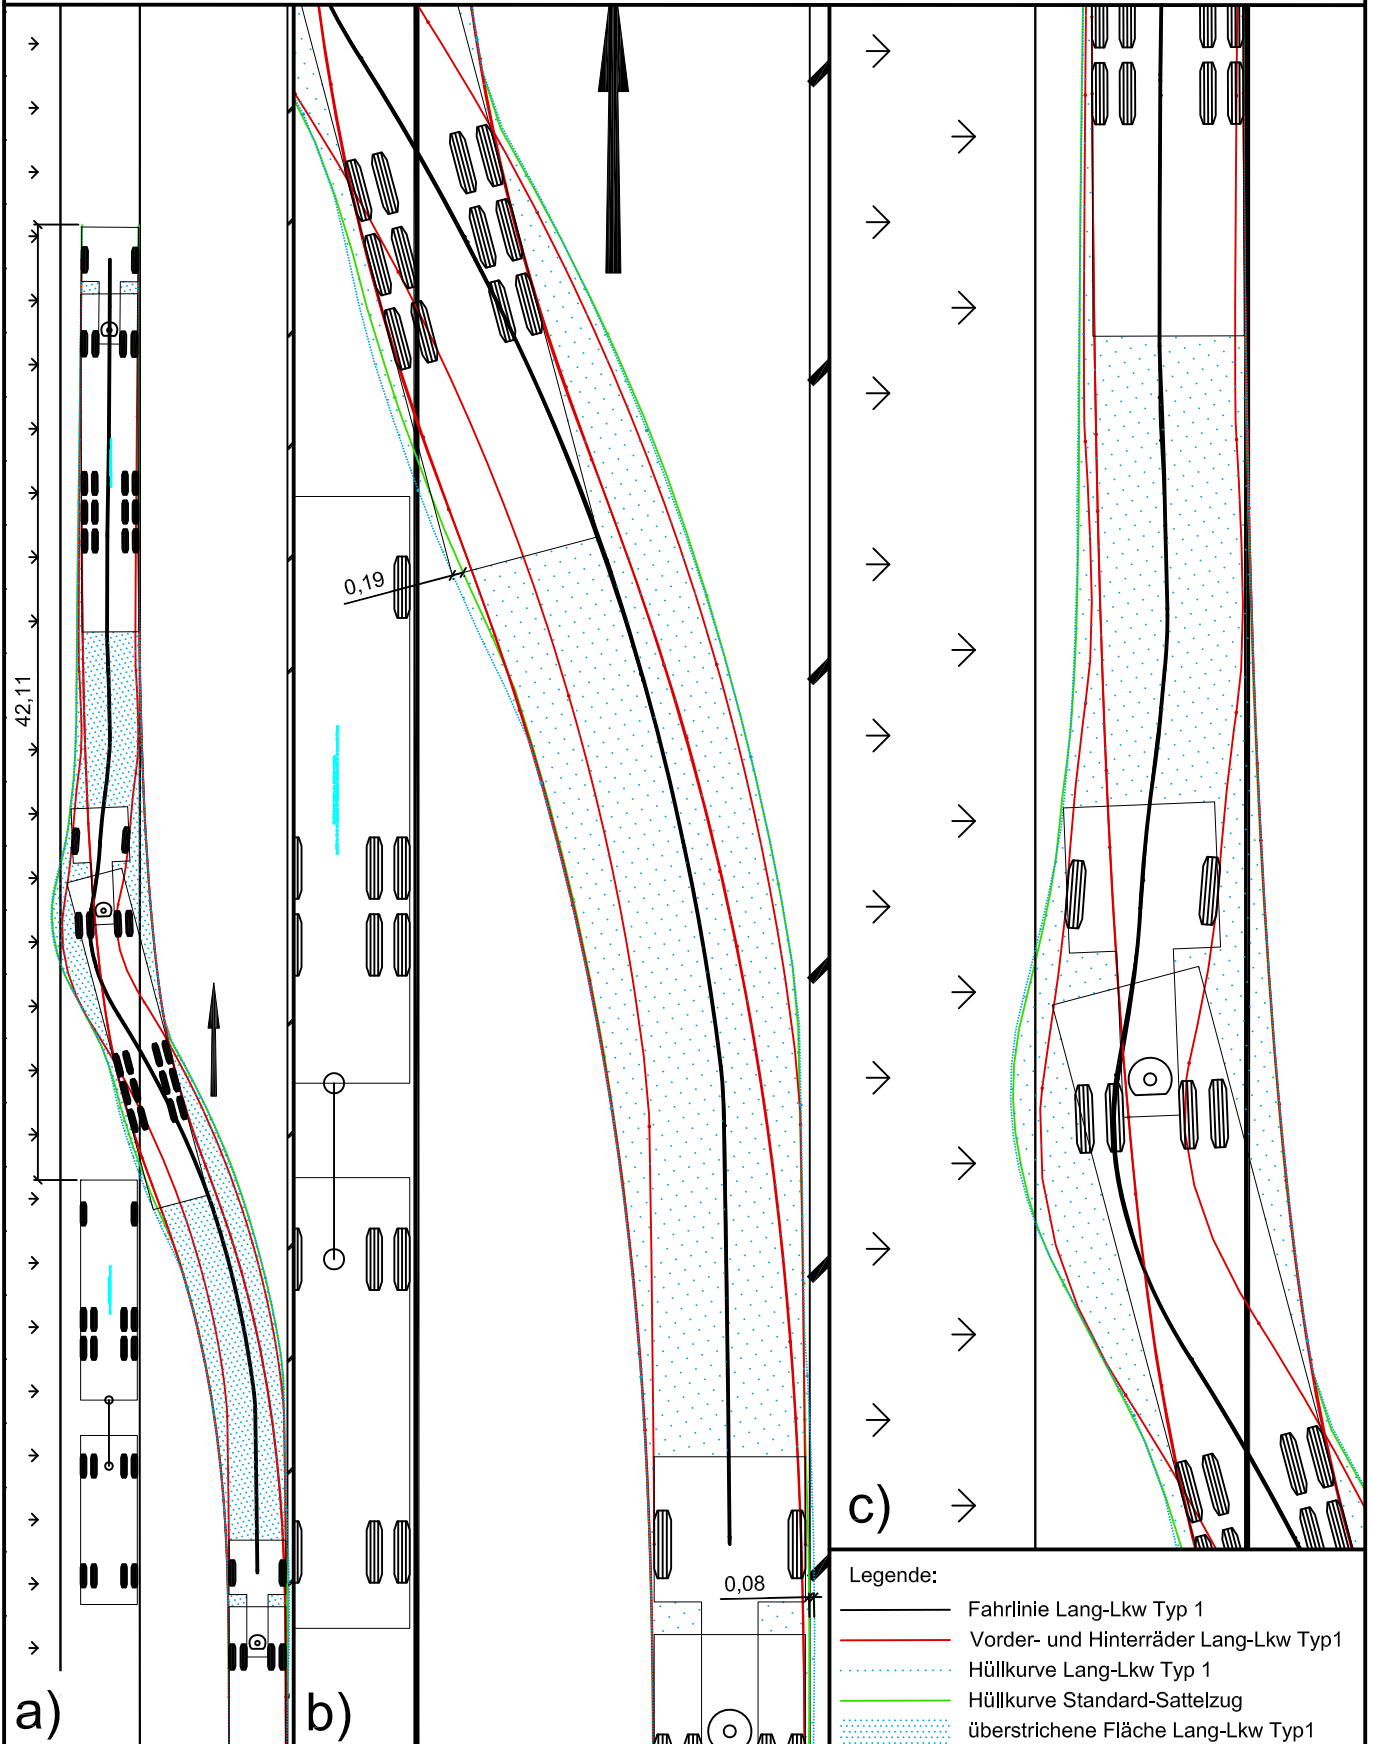 42,11
a)
0,19
0,08
b)
c)
Legende:
Fahrlinie Lang-Lkw Typ 1
Vorder- und Hinterräder Lang-Lkw Typ1
Hüllkurve Lang-Lkw Typ 1
Hüllkurve Standard-Sattelzug
überstrichene Fläche Lang-Lkw Typ1